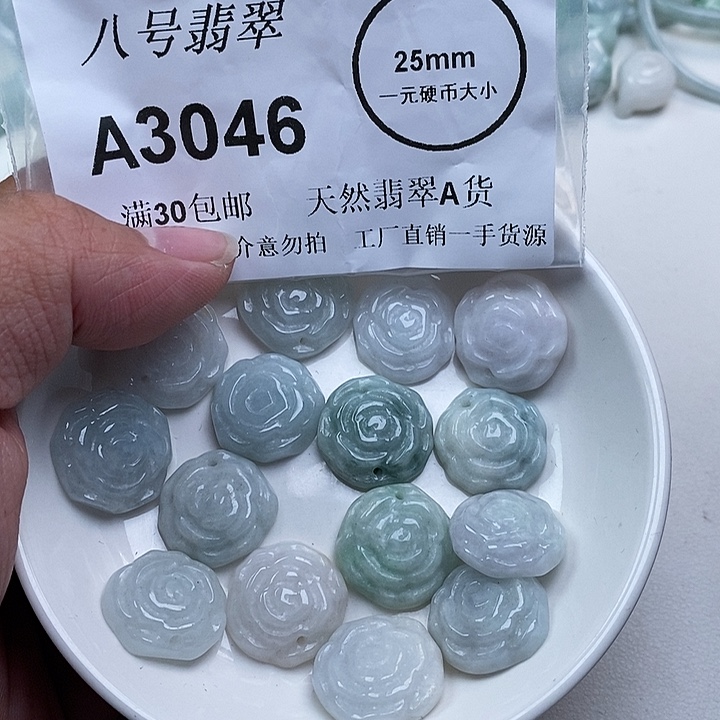 八号翡翠
25mm
一元硬币大小
A3046
满30包邮 天然翡翠A货
介意勿拍 工厂直销一手货源